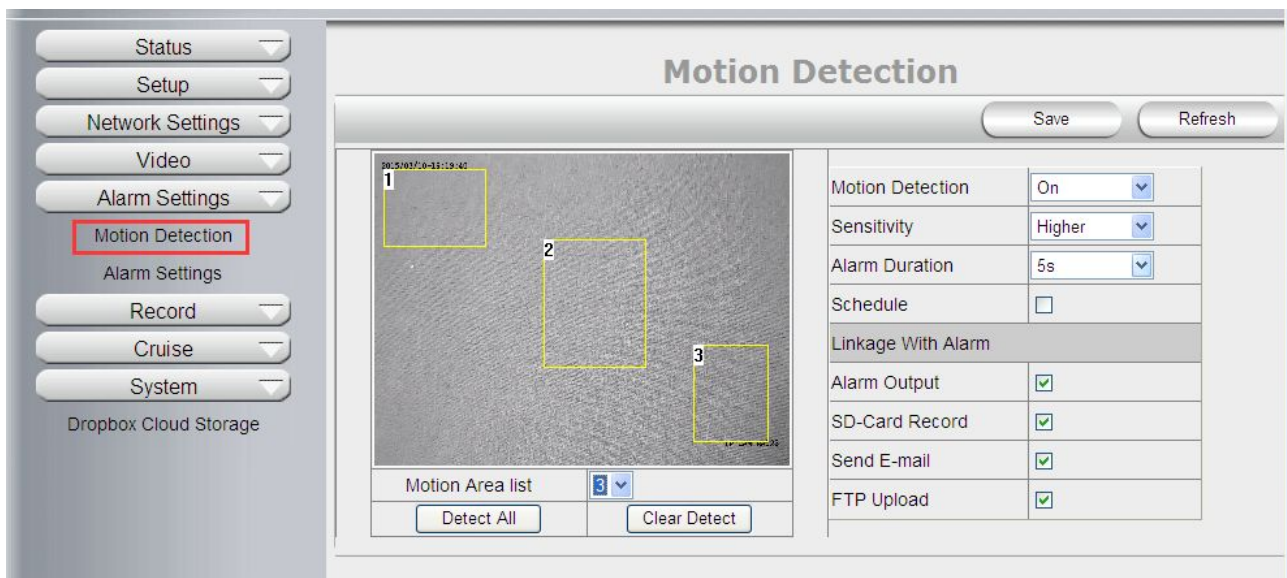 Status
Setup
Network Settings
Video
Alarm Settings
Motion Detection
Alarm Settings
Record
Cruise
System
Dropbox Cloud Storage
Motion Detection
Save
Refresh
1
2
3
Motion Area list
3
Detect All
Clear Detect
Motion Detection
On
Sensitivity
Higher
Alarm Duration
5s
Schedule
Linkage With Alarm
Alarm Output
SD-Card Record
Send E-mail
FTP Upload